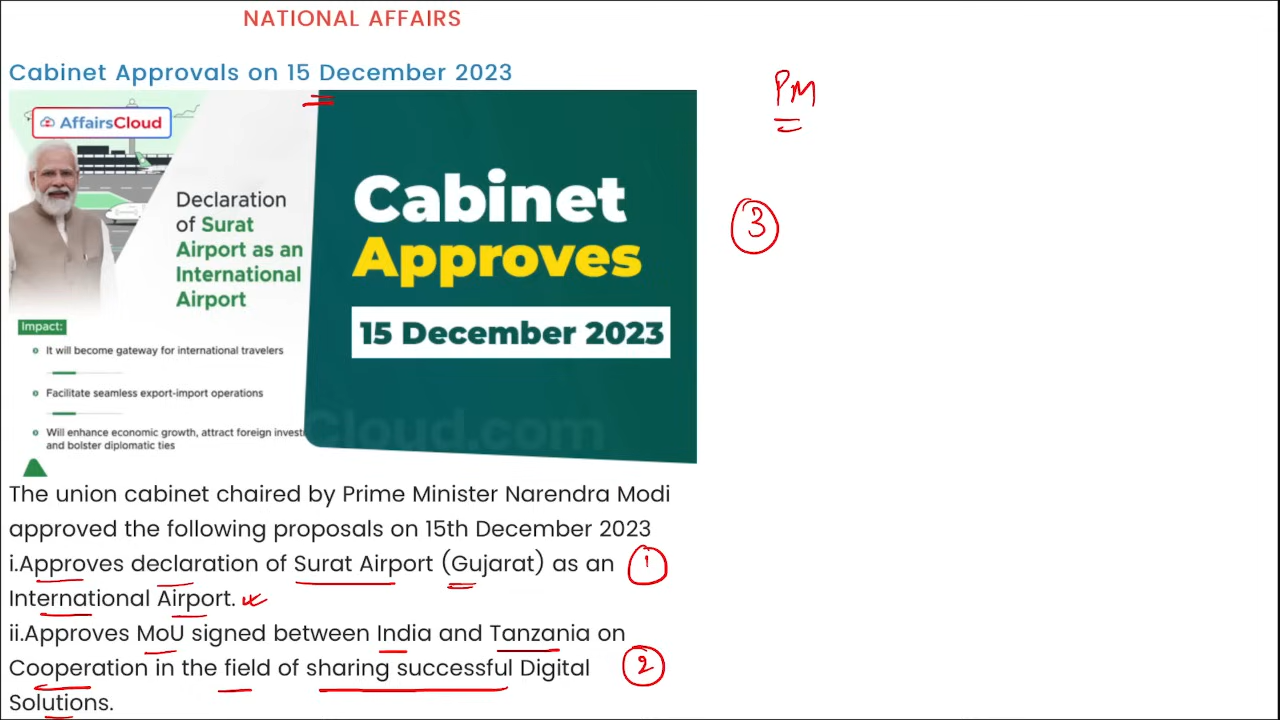 NATIONAL AFFAIRS
Cabinet Approvals on 15 December 2023
PM
AffairsCloud
Declaration
of Surat
Airport as an
International
Airport
Cabinet
Approves
15 December 2023
3
Impact:
It will become gateway for international travelers
Facilitate seamless export-import operations
Will enhance economic growth, attract foreign invest
and bolster diplomatic ties
Cloud.com
The union cabinet chaired by Prime Minister Narendra Modi
approved the following proposals on 15th December 2023
i.Approves declaration of Surat Airport (Gujarat) as an 1
International Airport.
ii.Approves MoU signed between India and Tanzania on
Cooperation in the field of sharing successful Digital 2
Solutions.